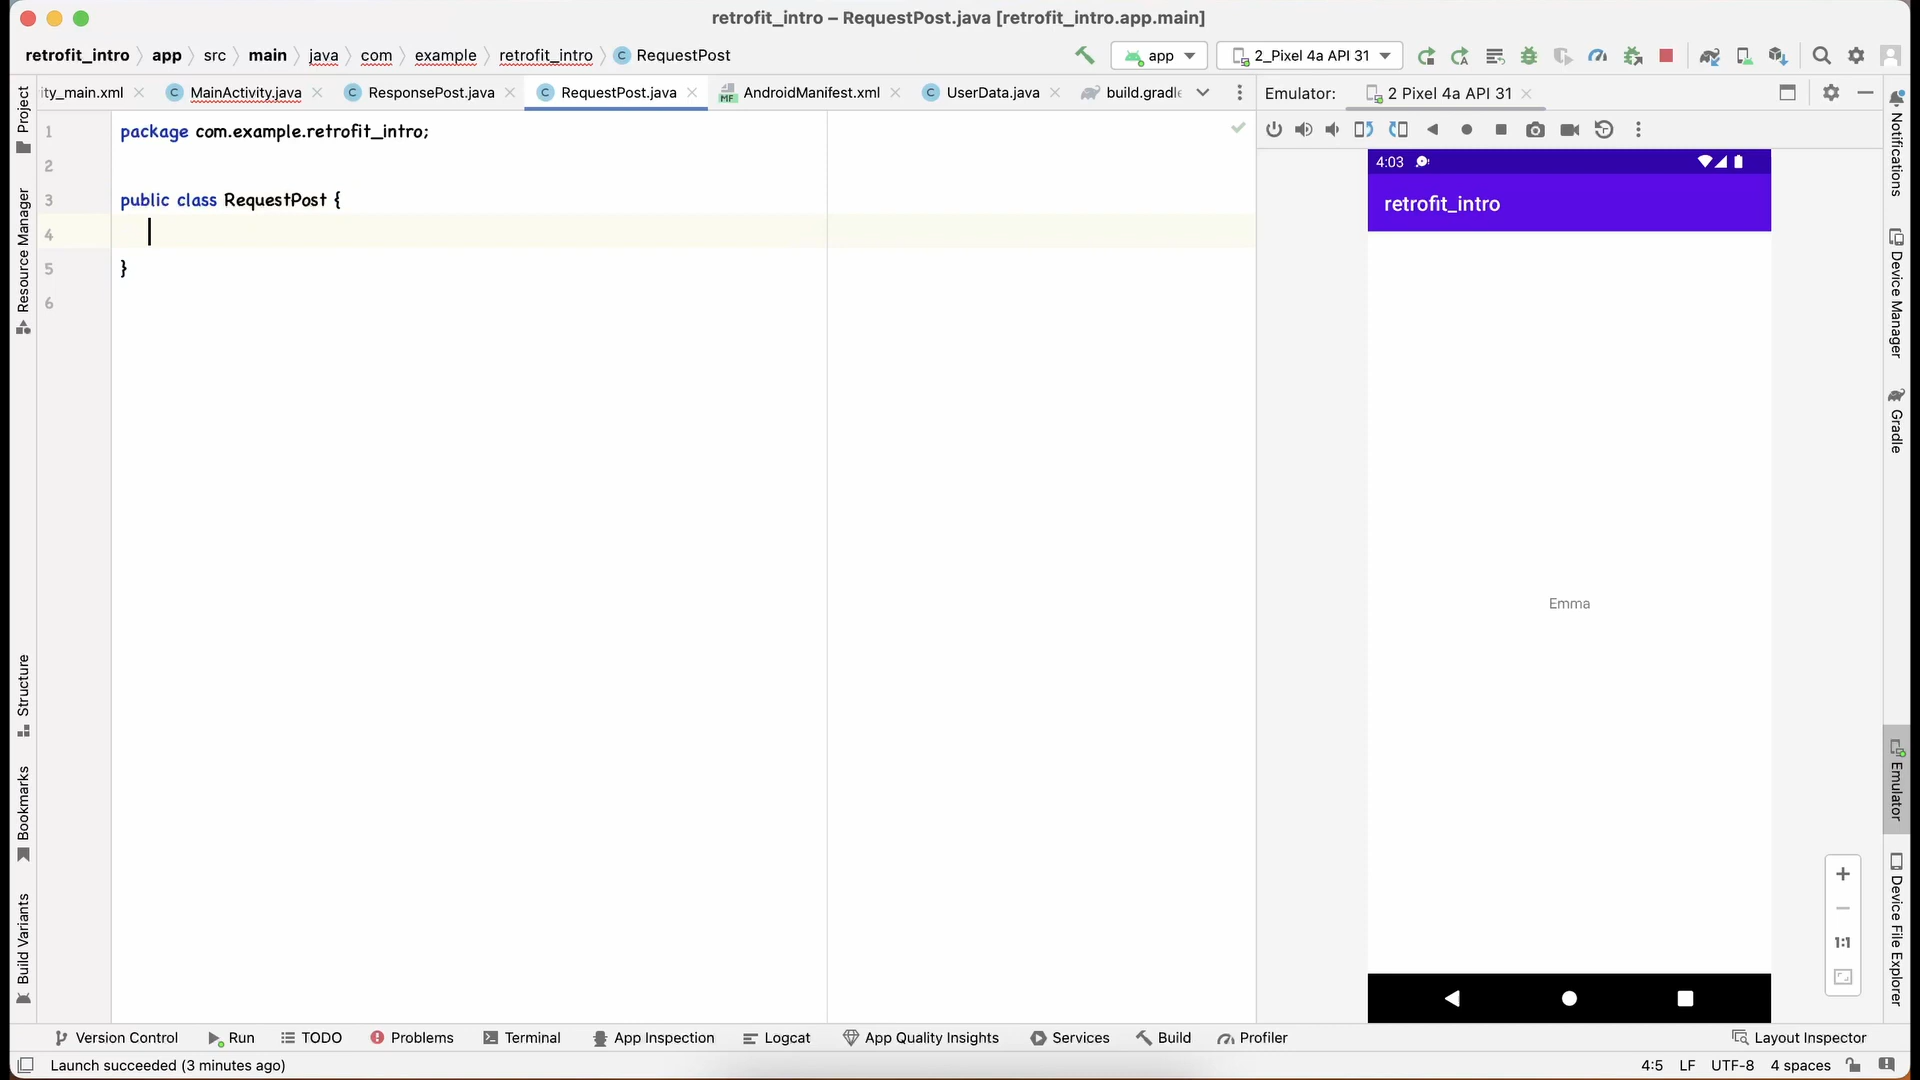 retrofit_intro – RequestPost.java [retrofit_intro.app.main]
retrofit_intro app src main java com example retrofit_intro C RequestPost
app 2_Pixel 4a API 31
ity_main.xml C MainActivity.java C ResponsePost.java C RequestPost.java MF AndroidManifest.xml C UserData.java build.gradle
Emulator: 2 Pixel 4a API 31
1 package com.example.retrofit_intro;
2
3 public class RequestPost {
4
5 }
6
4:03
retrofit_intro
Emma
+
−
1:1
Project
Resource Manager
Structure
Bookmarks
Build Variants
Notifications
Device Manager
Gradle
Emulator
Device File Explorer
Version Control Run TODO Problems Terminal App Inspection Logcat App Quality Insights Services Build Profiler Layout Inspector
Launch succeeded (3 minutes ago) 4:5 LF UTF-8 4 spaces